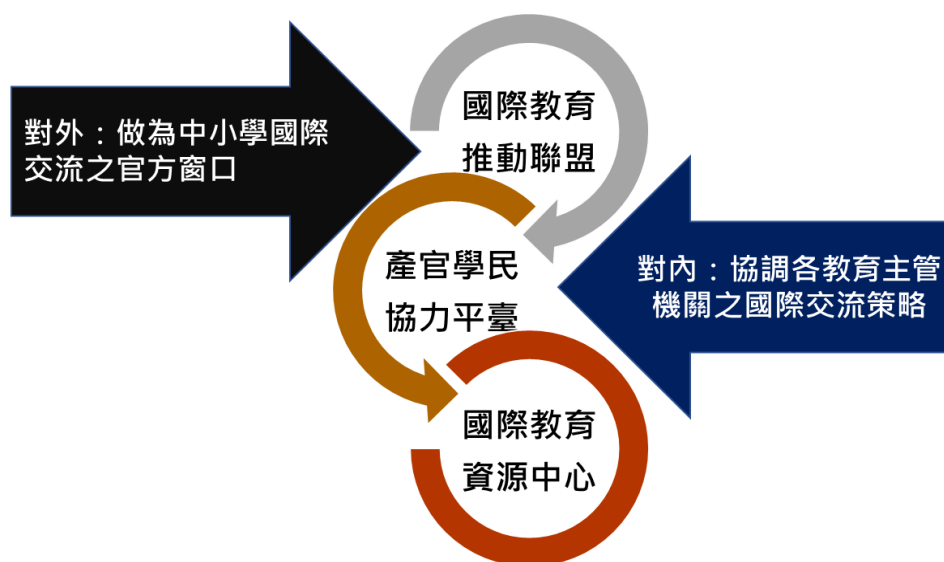 國際教育
推動聯盟
對外：做為中小學國際
交流之官方窗口
產官學民
協力平臺
對內：協調各教育主管
機關之國際交流策略
國際教育
資源中心